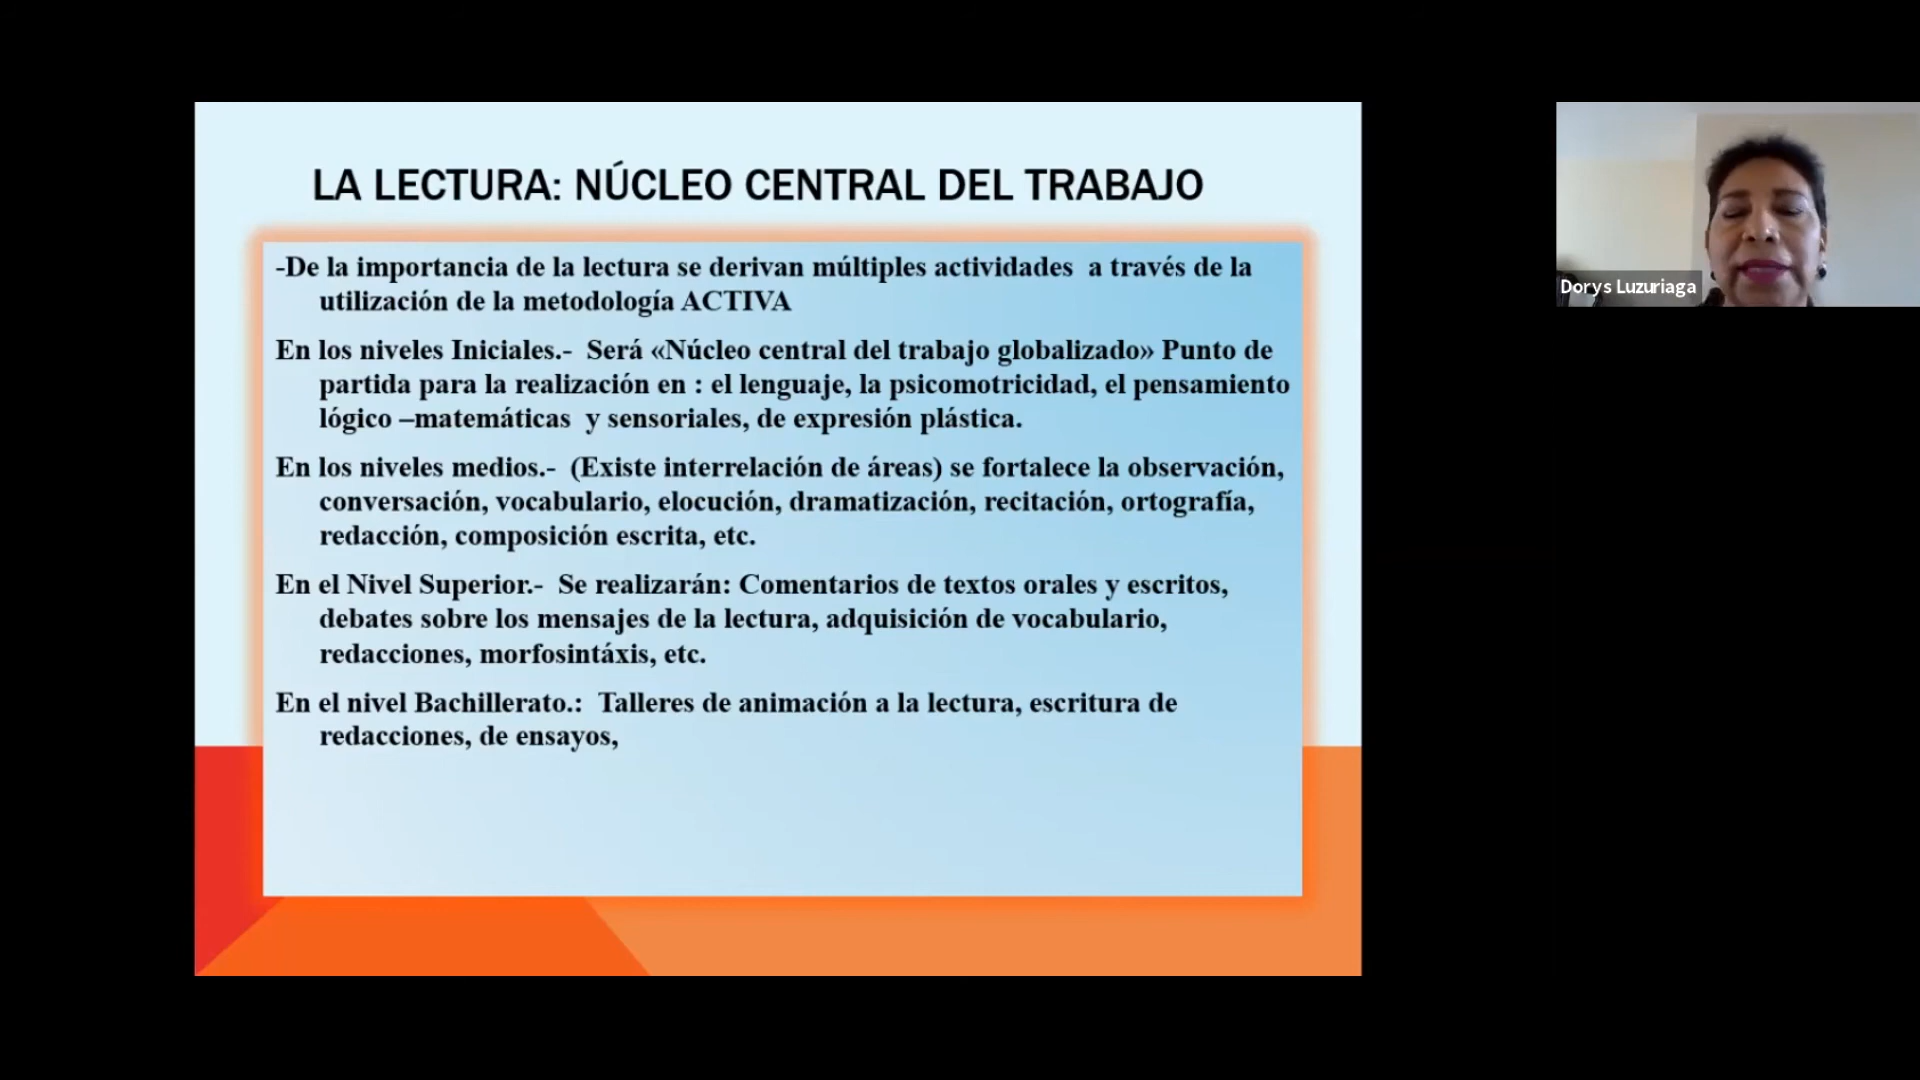 LA LECTURA: NÚCLEO CENTRAL DEL TRABAJO
-De la importancia de la lectura se derivan múltiples actividades  a través de la
utilización de la metodología ACTIVA
En los niveles Iniciales.-  Será «Núcleo central del trabajo globalizado» Punto de
partida para la realización en : el lenguaje, la psicomotricidad, el pensamiento
lógico –matemáticas  y sensoriales, de expresión plástica.
En los niveles medios.-  (Existe interrelación de áreas) se fortalece la observación,
conversación, vocabulario, elocución, dramatización, recitación, ortografía,
redacción, composición escrita, etc.
En el Nivel Superior.-  Se realizarán: Comentarios de textos orales y escritos,
debates sobre los mensajes de la lectura, adquisición de vocabulario,
redacciones, morfosintáxis, etc.
En el nivel Bachillerato.:  Talleres de animación a la lectura, escritura de
redacciones, de ensayos,
Dorys Luzuriaga